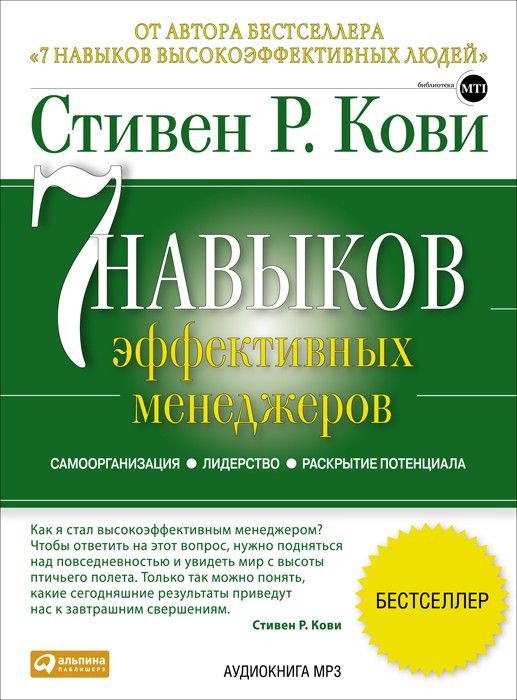 ОТ АВТОРА БЕСТСЕЛЛЕРА
«7 НАВЫКОВ ВЫСОКОЭФФЕКТИВНЫХ ЛЮДЕЙ»
библиотека MTI
Стивен Р. Кови
7 НАВЫКОВ
эффективных
менеджеров
САМООРГАНИЗАЦИЯ ● ЛИДЕРСТВО ● РАСКРЫТИЕ ПОТЕНЦИАЛА
Как я стал высокоэффективным менеджером?
Чтобы ответить на этот вопрос, нужно подняться
над повседневностью и увидеть мир с высоты
птичьего полета. Только так можно понять,
какие сегодняшние результаты приведут
нас к завтрашним свершениям.
Стивен Р. Кови
БЕСТСЕЛЛЕР
альпина
ПАБЛИШЕРЗ
АУДИОКНИГА MP3